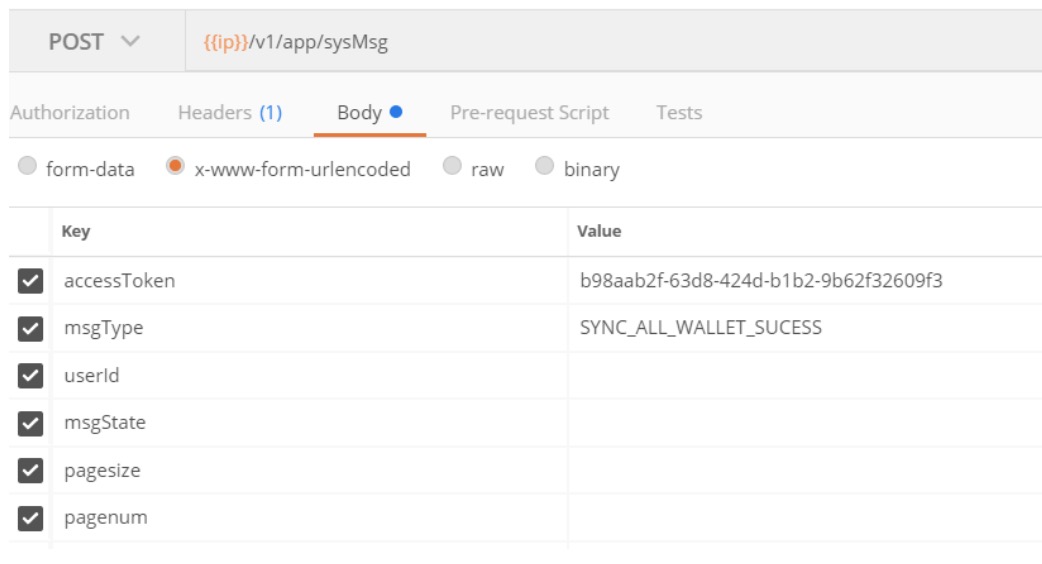 POST {{ip}}/v1/app/sysMsg
Authorization Headers (1) Body Pre-request Script Tests
form-data x-www-form-urlencoded raw binary
Key Value
accessToken b98aab2f-63d8-424d-b1b2-9b62f32609f3
msgType SYNC_ALL_WALLET_SUCESS
userId
msgState
pagesize
pagenum